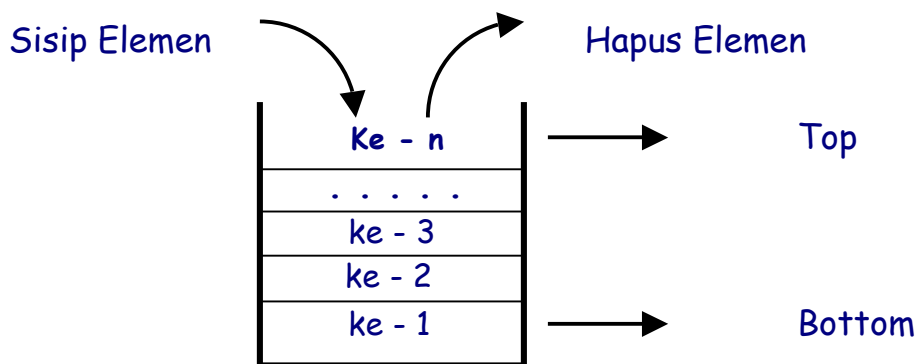 Sisip Elemen
Hapus Elemen
Ke - n
Top
. . . . .
ke - 3
ke - 2
ke - 1
Bottom